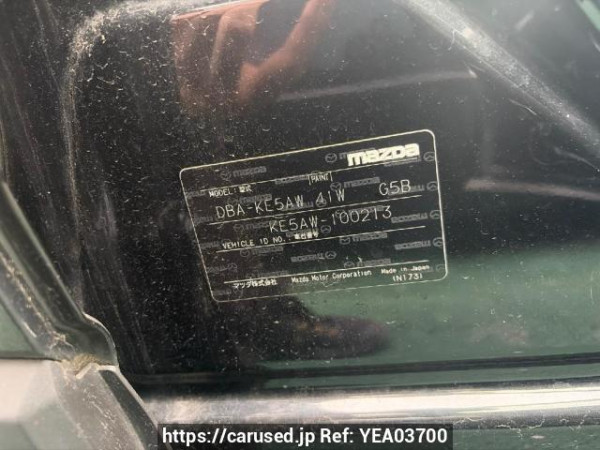 mazda
MODEL・型式 [PAINT]
DBA-KE5AW 41W G5B
KE5AW-100213
VEHICLE ID NO.・車台番号
マツダ株式会社 Mazda Motor Corporation Made in Japan
(N173)
https://carused.jp Ref: YEA03700